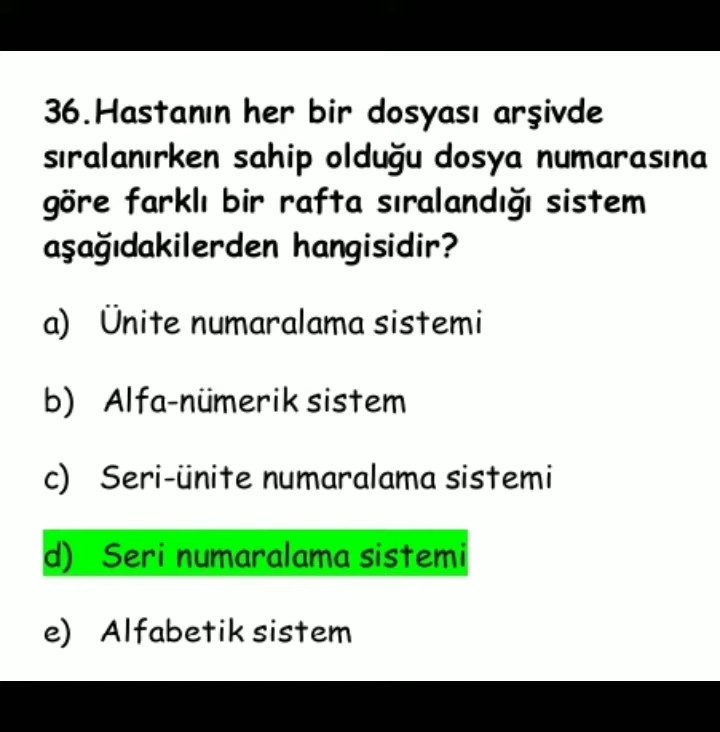 36.Hastanın her bir dosyası arşivde
sıralanırken sahip olduğu dosya numarasına
göre farklı bir rafta sıralandığı sistem
aşağıdakilerden hangisidir?
a) Ünite numaralama sistemi
b) Alfa-nümerik sistem
c) Seri-ünite numaralama sistemi
d) Seri numaralama sistemi
e) Alfabetik sistem